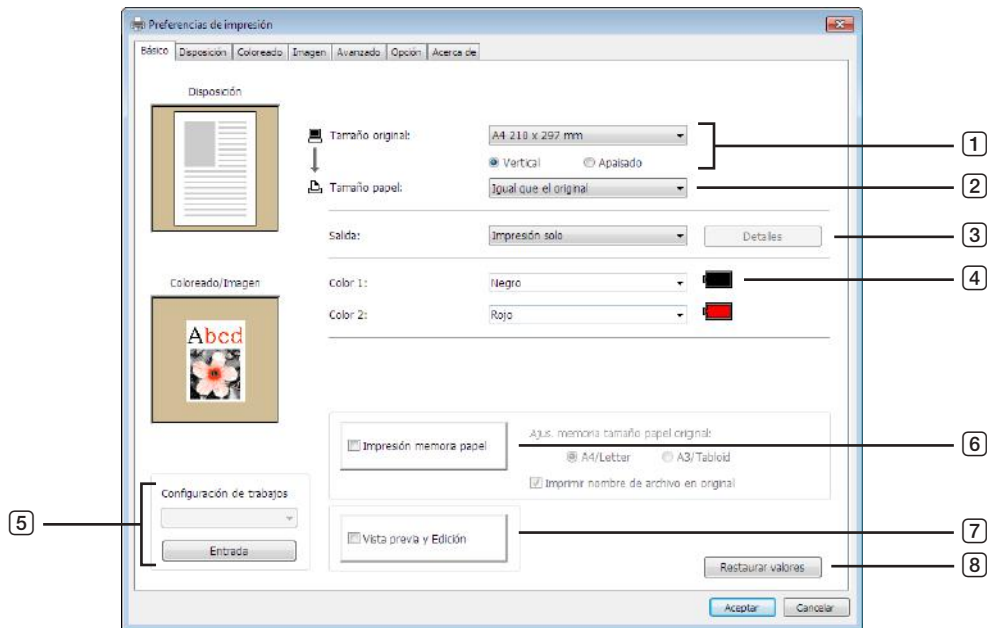 Preferencias de impresión
Básico Disposición Coloreado Imagen Avanzado Opción Acerca de
Disposición
Tamaño original: A4 210 x 297 mm
1
Vertical Apaisado
Tamaño papel: Igual que el original
2
Salida: Impresión solo Detalles
3
Coloreado/Imagen
Color 1: Negro
4
Color 2: Rojo
Abcd
Impresión memora papel
Ajus. memoria tamaño papel original:
A4/Letter A3/Tabloid
6
Imprimir nombre de archivo en original
Configuración de trabajos
5
Entrada
Vista previa y Edición
7
Restaurar valores
8
Aceptar Cancelar